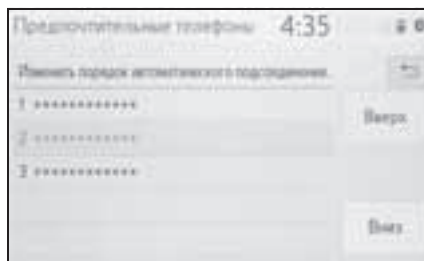 Предпочтительные телефоны 4:35
Изменить порядок автоматического подсоединения.
1 ************
Вверх
2 ************
3 ************
Вниз